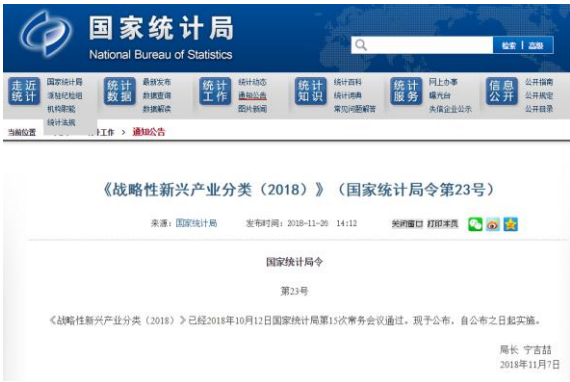 国家统计局
National Bureau of Statistics
检索 | 高级
走近统计
国家统计局
派驻纪检组
机构职能
统计法规
统计数据
最新发布
数据查询
数据解读
统计工作
统计动态
通知公告
图片新闻
统计知识
统计百科
统计词典
常见问题解答
统计服务
网上办事
曝光台
失信企业公示
信息公开
公开指南
公开规定
公开目录
当前位置
计工作 > 通知公告
《战略性新兴产业分类（2018）》（国家统计局令第23号）
来源：国家统计局 发布时间：2018-11-26 14:12 关闭窗口 打印本页
国家统计局令
第23号
《战略性新兴产业分类（2018）》已经2018年10月12日国家统计局第15次常务会议通过，现予公布，自公布之日起实施。
局长 宁吉喆
2018年11月7日